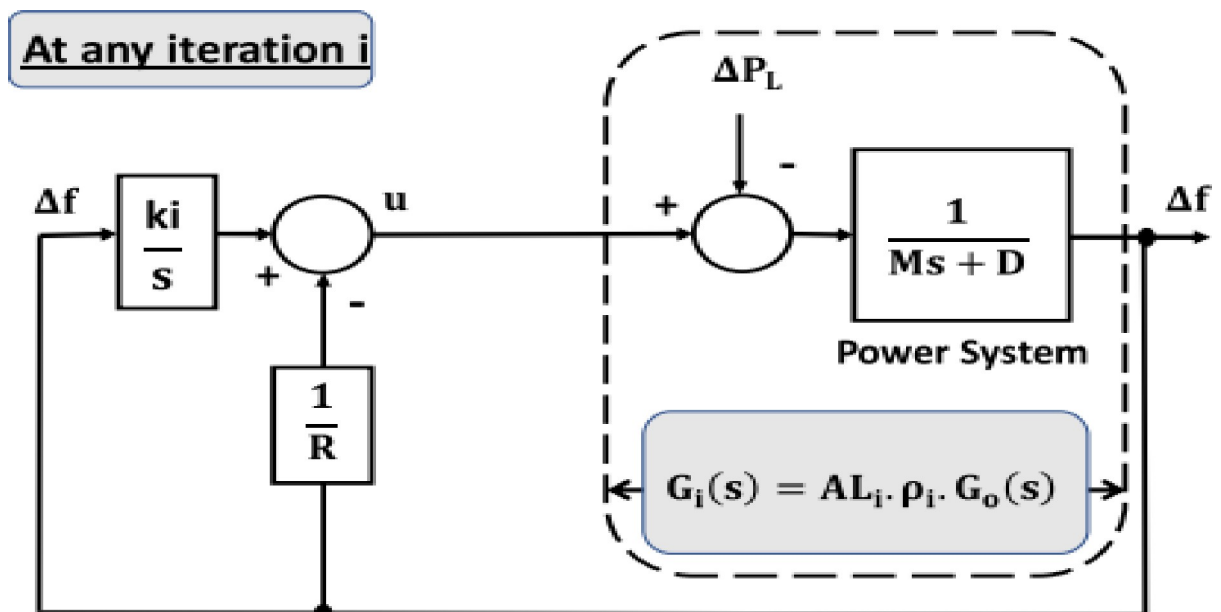 At any iteration i
ΔP_L
-
Δf
ki
s
+
-
u
+
1
Ms + D
Δf
Power System
1
R
G_i(s) = AL_i. ρ_i. G_o(s)